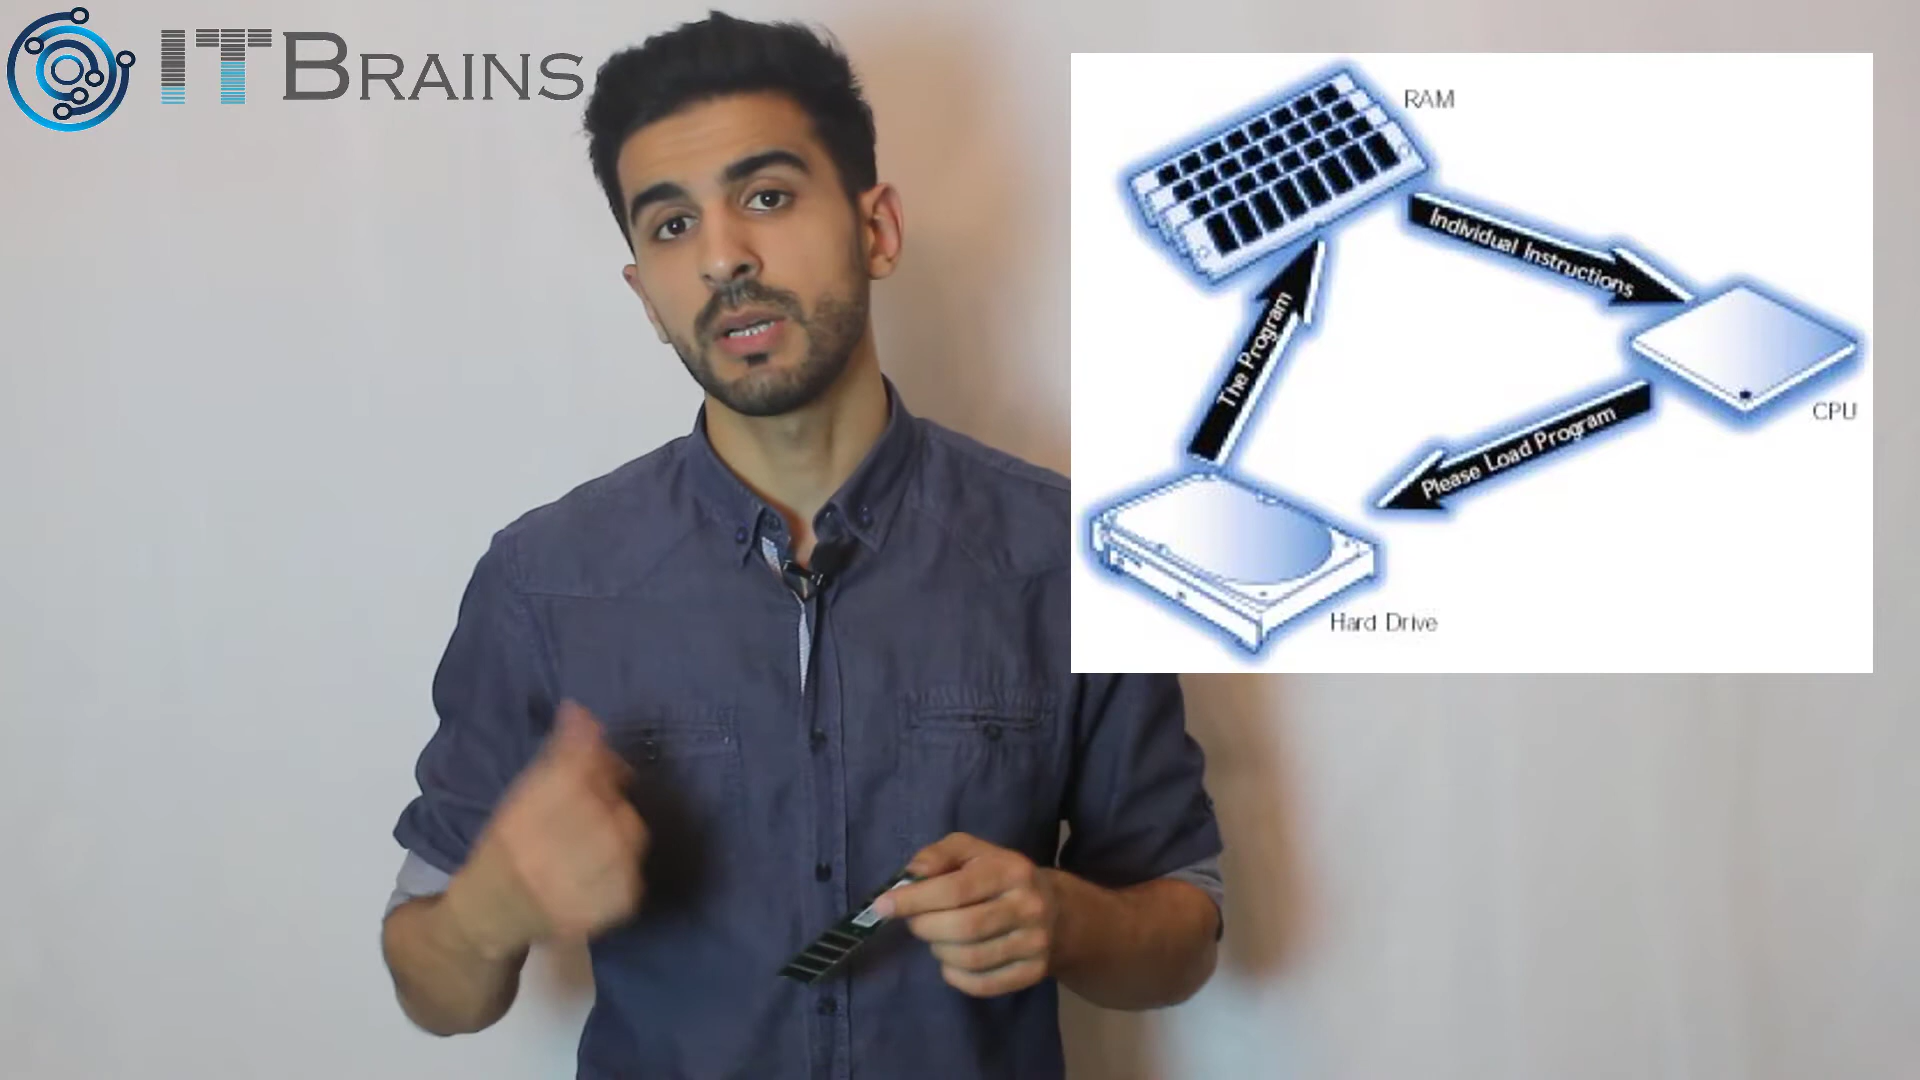 ITBRAINS
RAM
Individual Instructions
The Program
CPU
Please Load Program
Hard Drive